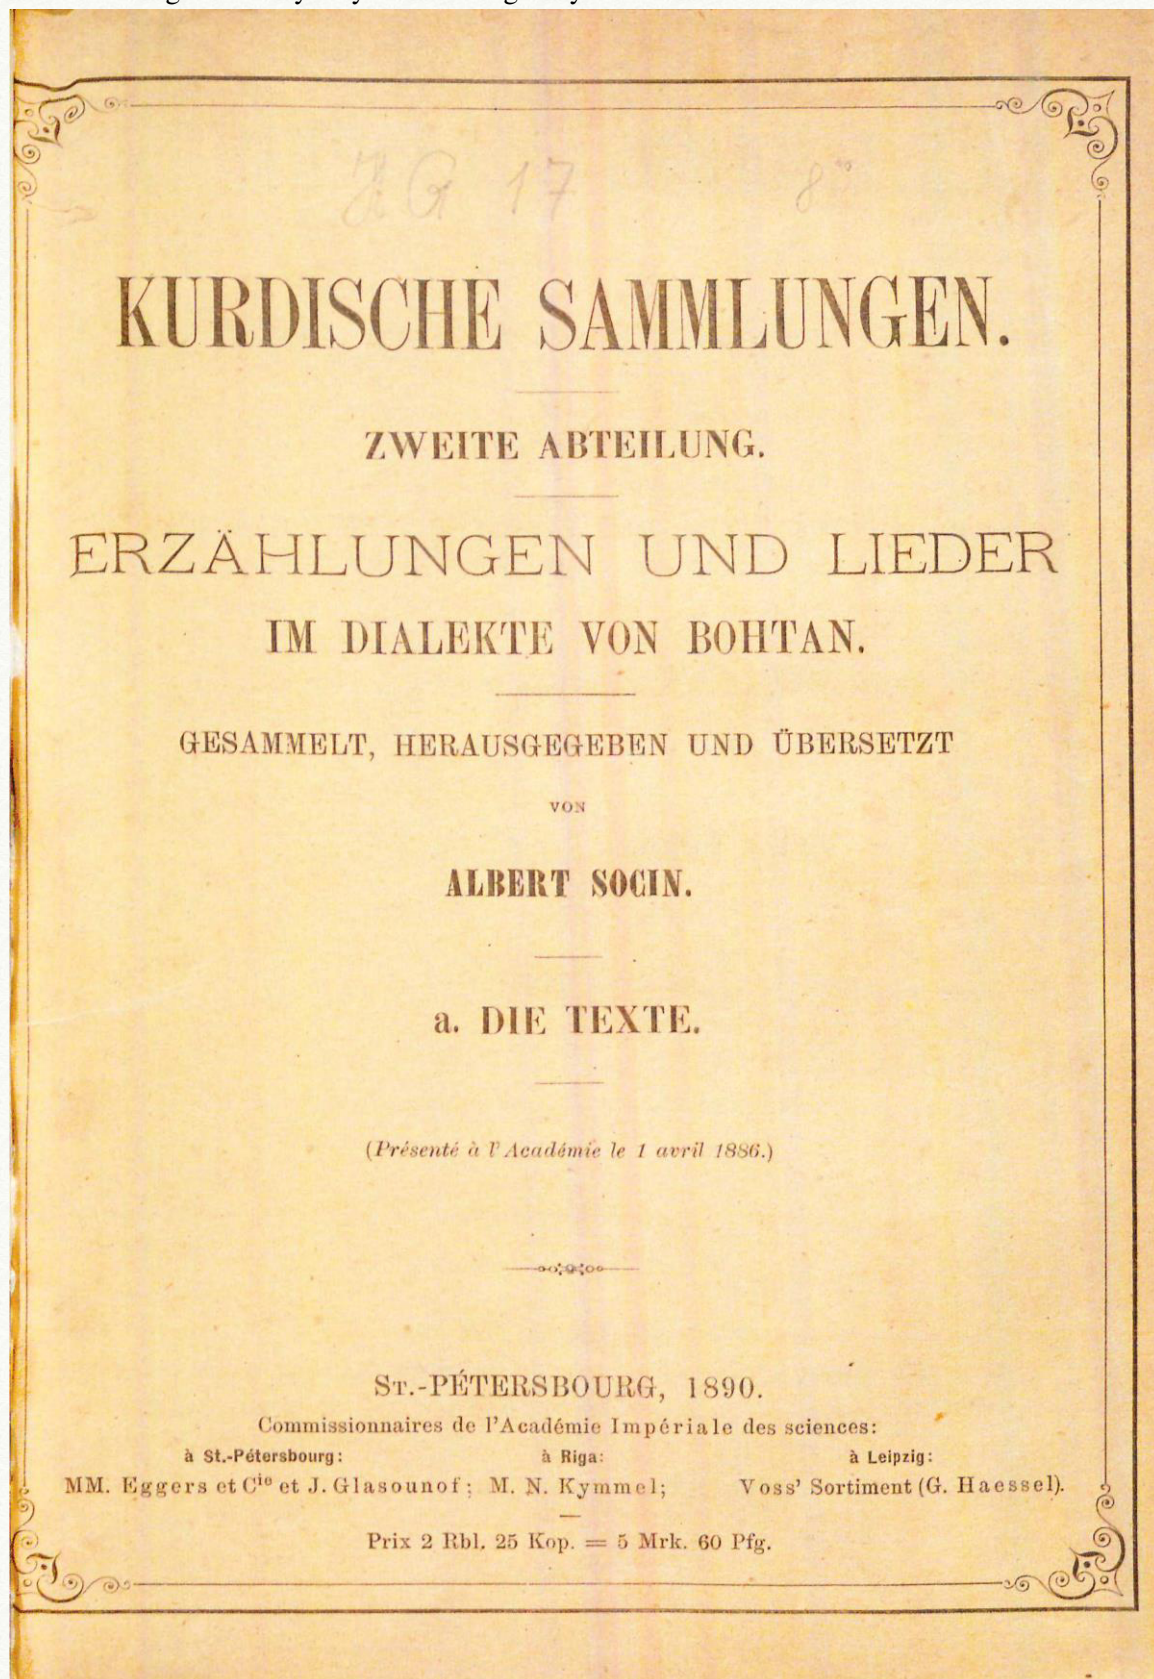 KURDISCHE SAMMLUNGEN.
ZWEITE ABTEILUNG.
ERZÄHLUNGEN UND LIEDER
IM DIALEKTE VON BOHTAN.
GESAMMELT, HERAUSGEGEBEN UND ÜBERSETZT
VON
ALBERT SOCIN.
a. DIE TEXTE.
(Présenté à l'Académie le 1 avril 1886.)
ST.-PÉTERSBOURG, 1890.
Commissionnaires de l'Académie Impériale des sciences:
à St.-Pétersbourg: à Riga: à Leipzig:
MM. Eggers et Cie et J. Glasounof; M. N. Kymmel; Voss' Sortiment (G. Haessel).
Prix 2 Rbl. 25 Kop. = 5 Mrk. 60 Pfg.